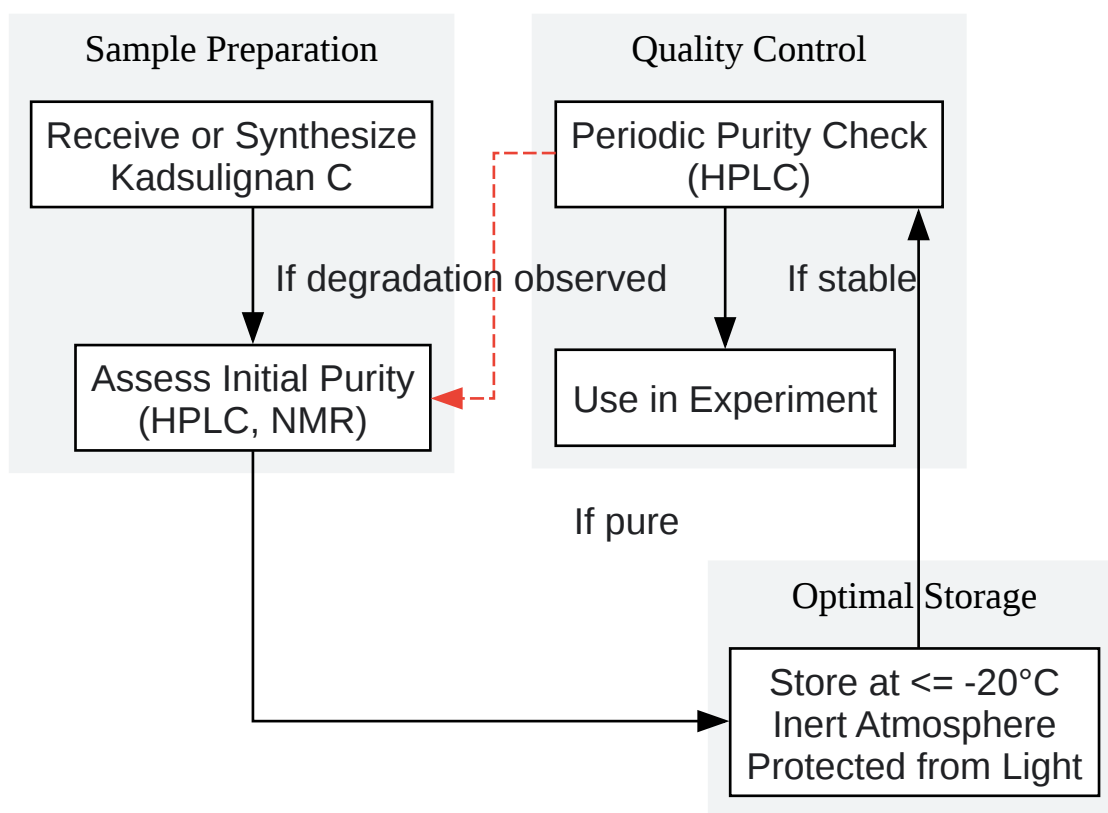 Sample Preparation
Receive or Synthesize
Kadsulignan C
Assess Initial Purity
(HPLC, NMR)
Quality Control
Periodic Purity Check
(HPLC)
If degradation observed
If stable
Use in Experiment
If pure
Optimal Storage
Store at <= -20°C
Inert Atmosphere
Protected from Light